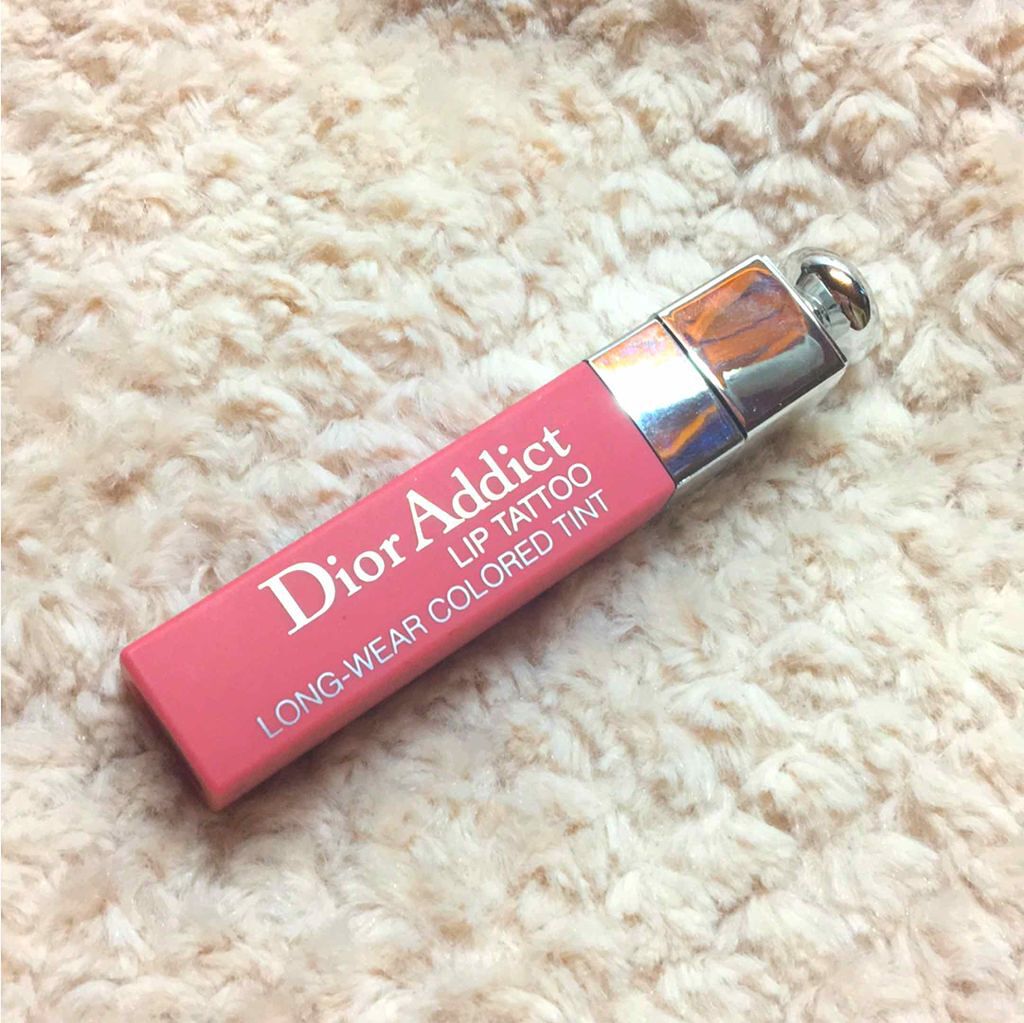 Dior Addict
LIP TATTOO
LONG-WEAR COLORED TINT